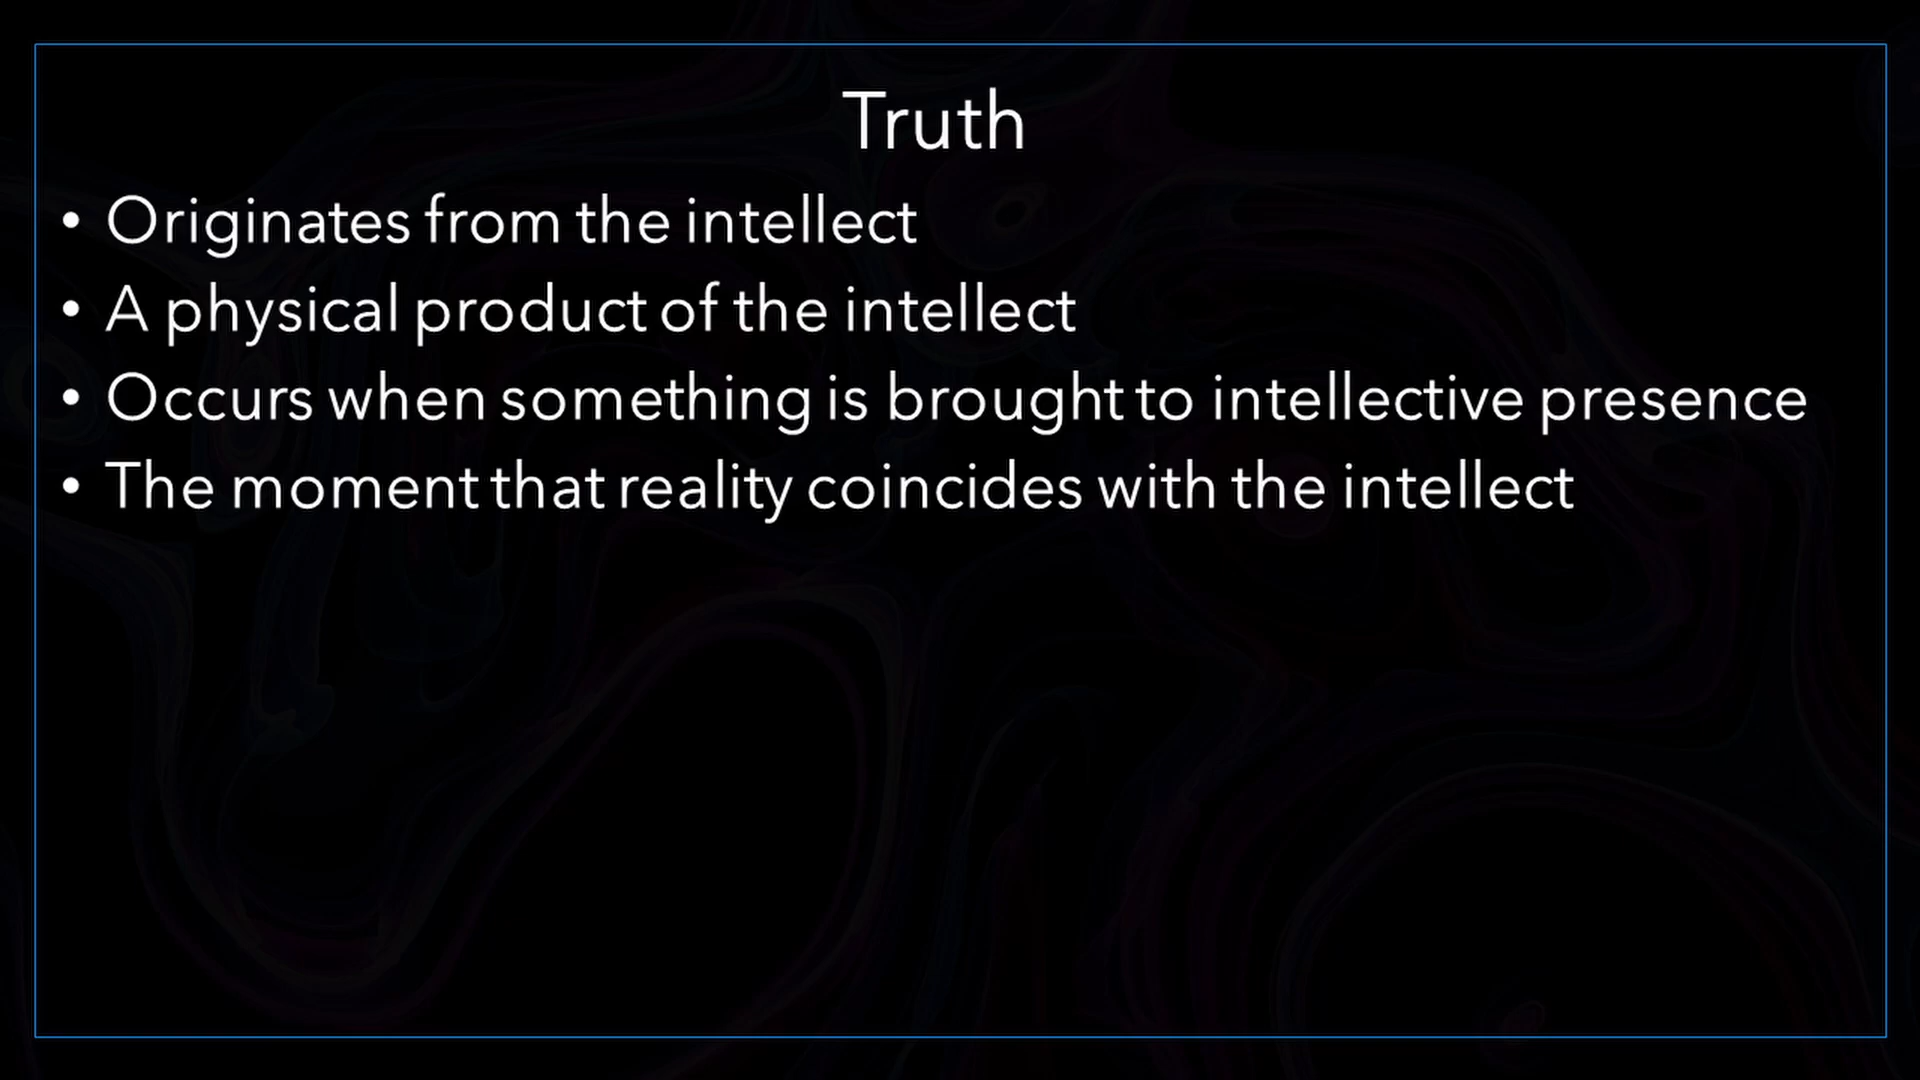 Truth
• Originates from the intellect
• A physical product of the intellect
• Occurs when something is brought to intellective presence
• The moment that reality coincides with the intellect